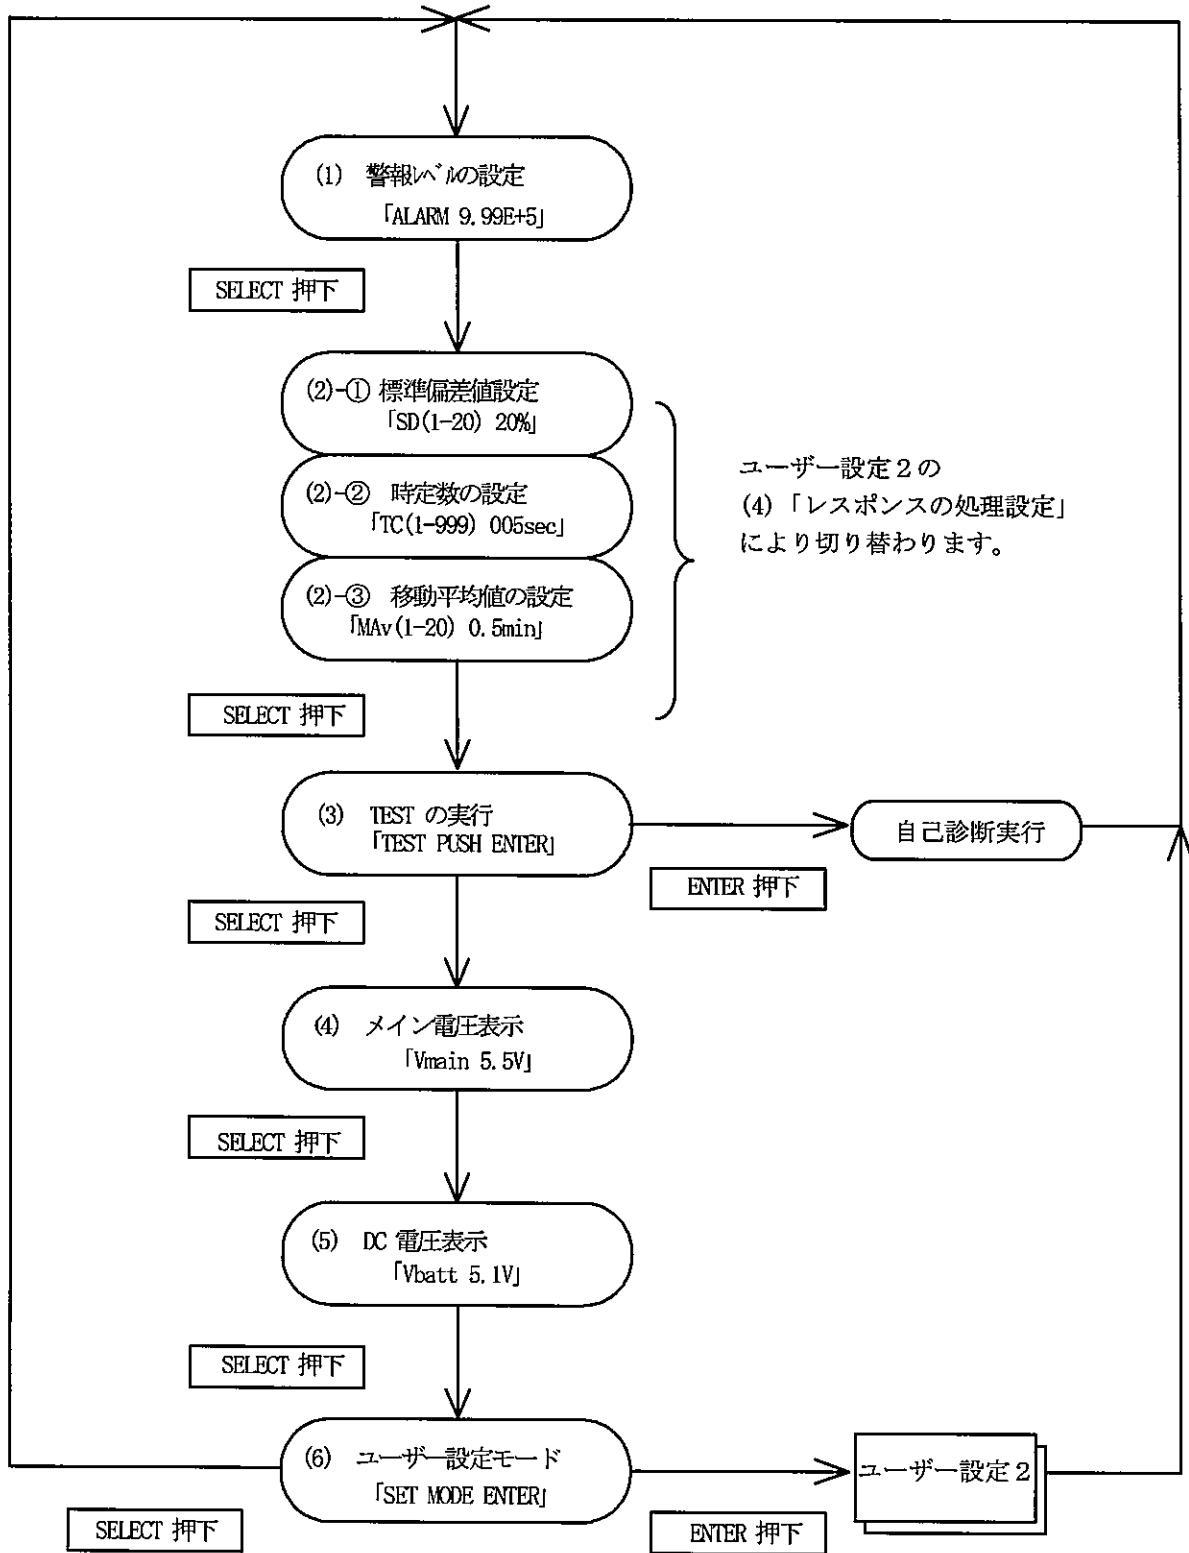 (1) 警報ﾚﾍﾞﾙの設定
「ALARM 9.99E+5」
SELECT 押下
(2)-① 標準偏差値設定
「SD(1-20) 20%」
(2)-② 時定数の設定
「TC(1-999) 005sec」
(2)-③ 移動平均値の設定
「MAv(1-20) 0.5min」
ユーザー設定２の
(4)「レスポンスの処理設定」
により切り替わります。
SELECT 押下
(3) TEST の実行
「TEST PUSH ENTER」
自己診断実行
ENTER 押下
SELECT 押下
(4) メイン電圧表示
「Vmain 5.5V」
SELECT 押下
(5) DC 電圧表示
「Vbatt 5.1V」
SELECT 押下
(6) ユーザー設定モード
「SET MODE ENTER」
ユーザー設定２
SELECT 押下
ENTER 押下